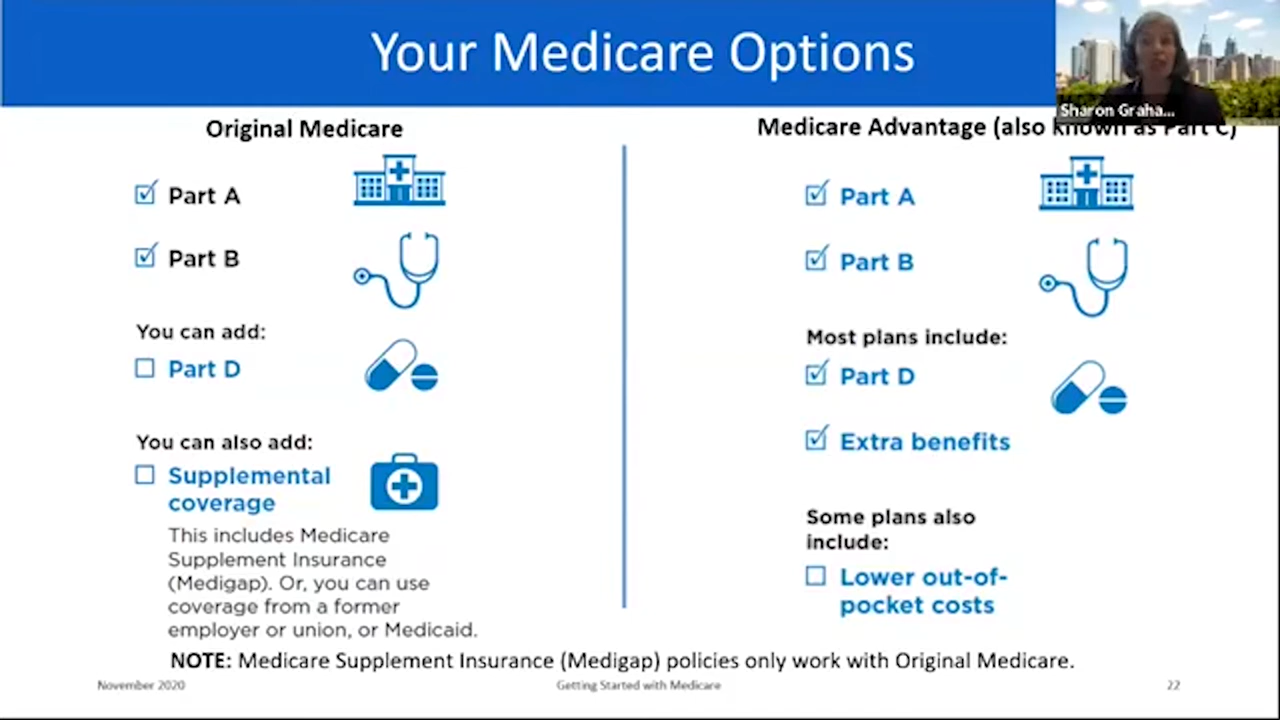 Your Medicare Options
Sharon Graha...
Original Medicare
Part A
Part B
You can add:
Part D
You can also add:
Supplemental
coverage
This includes Medicare
Supplement Insurance
(Medigap). Or, you can use
coverage from a former
employer or union, or Medicaid.
Medicare Advantage (also known as Part C)
Part A
Part B
Most plans include:
Part D
Extra benefits
Some plans also
include:
Lower out-of-
pocket costs
NOTE: Medicare Supplement Insurance (Medigap) policies only work with Original Medicare.
November 2020
Getting Started with Medicare
22